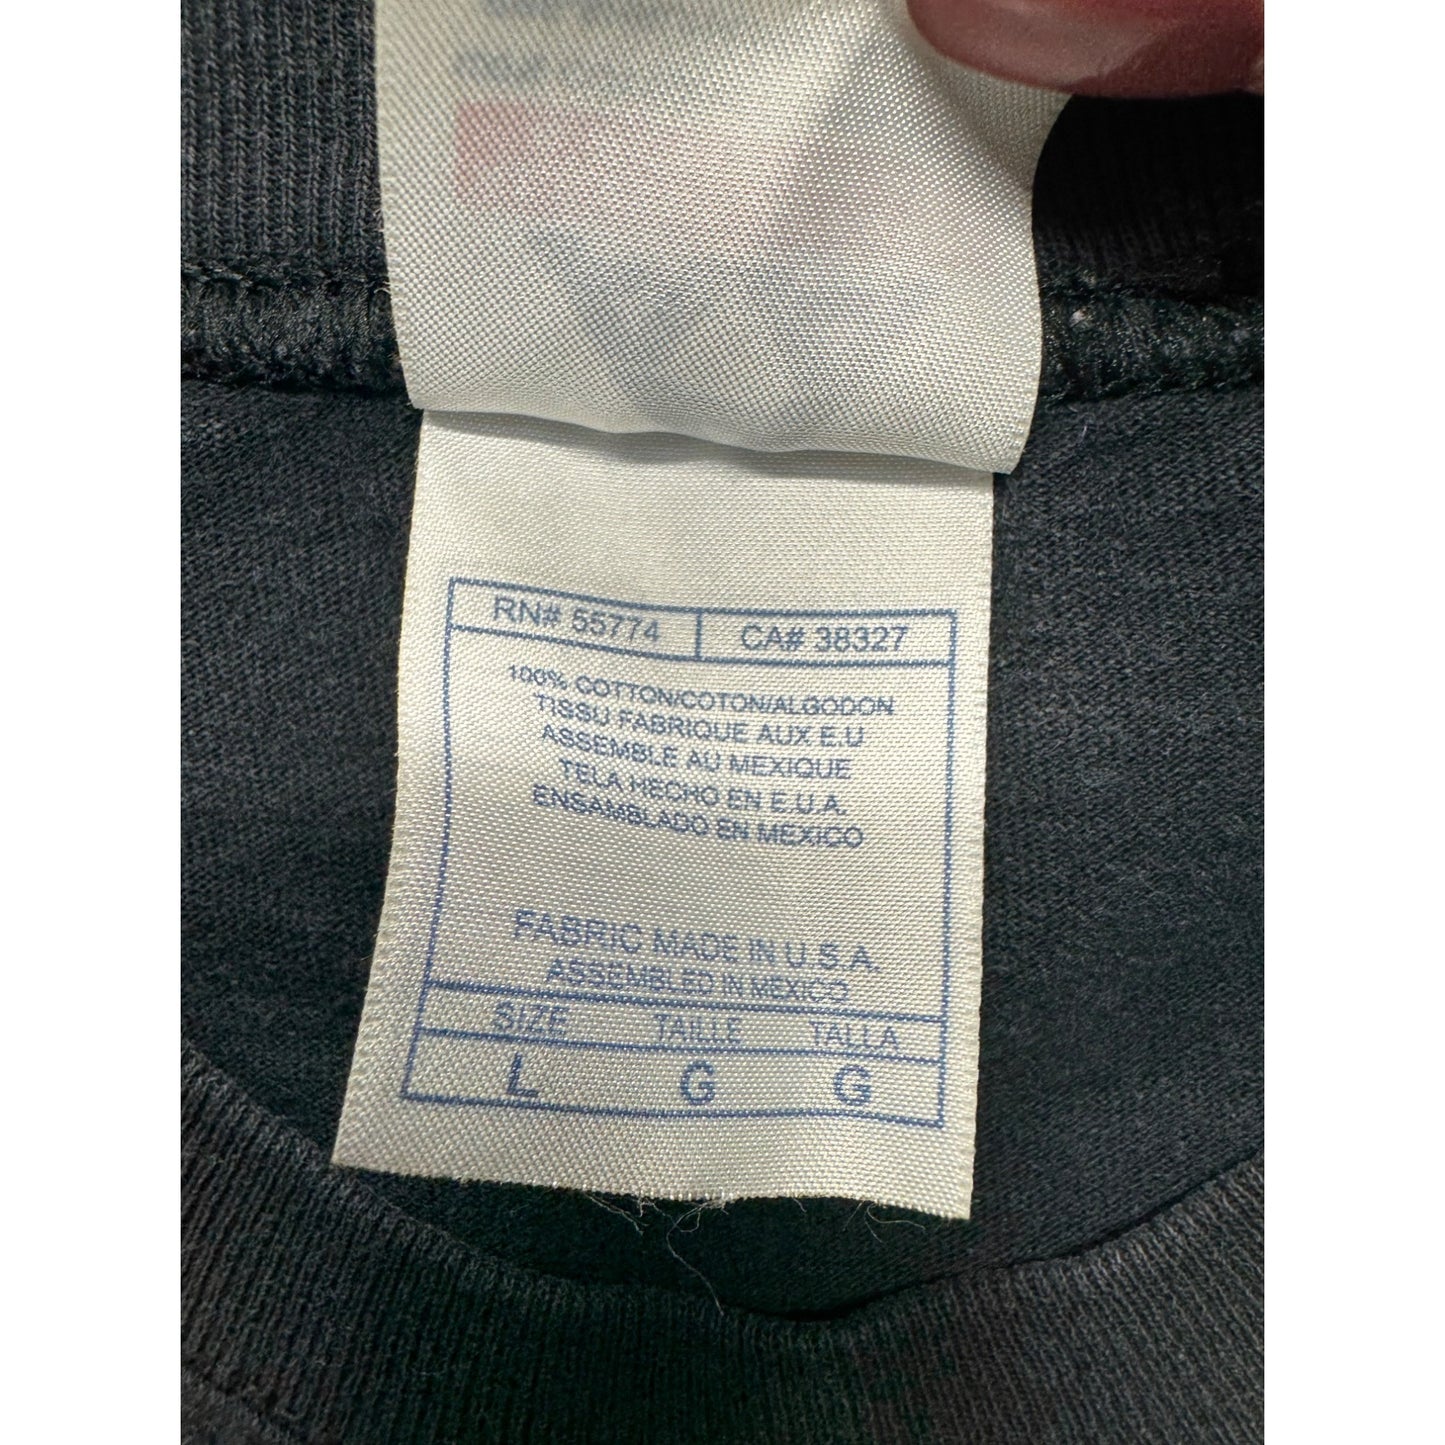 RN# 55774 CA# 38327
100% COTTON/COTON/ALGODON
TISSU FABRIQUE AUX E.U
ASSEMBLE AU MEXIQUE
TELA HECHO EN E.U.A.
ENSAMBLADO EN MEXICO
FABRIC MADE IN U.S.A.
ASSEMBLED IN MEXICO
SIZE TAILLE TALLA
L G G